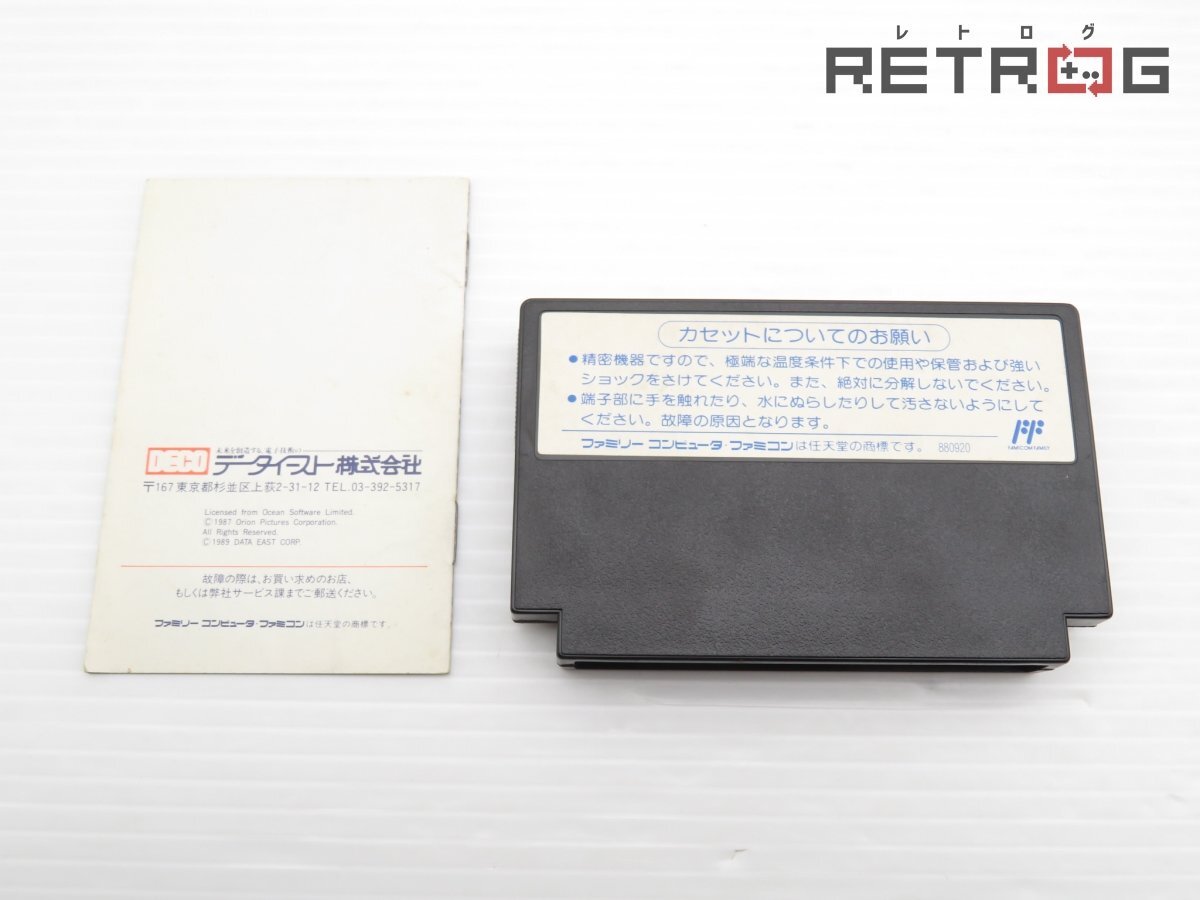 レトログ
RETROG
DECO
未来を創造する、電子技術の
データイースト株式会社
〒167 東京都杉並区上荻2-31-12 TEL.03-392-5317
Licensed from Ocean Software Limited.
©1987 Orion Pictures Corporation.
All Rights Reserved.
©1989 DATA EAST CORP.
故障の際は、お買い求めのお店、
もしくは弊社サービス課までご郵送ください。
ファミリー コンピュータ・ファミコンは任天堂の商標です。
カセットについてのお願い
●精密機器ですので、極端な温度条件下での使用や保管および強い
ショックをさけてください。また、絶対に分解しないでください。
●端子部に手を触れたり、水にぬらしたりして汚さないようにして
ください。故障の原因となります。
ファミリー コンピュータ・ファミコンは任天堂の商標です。 880920
FAMICOM FAMILY